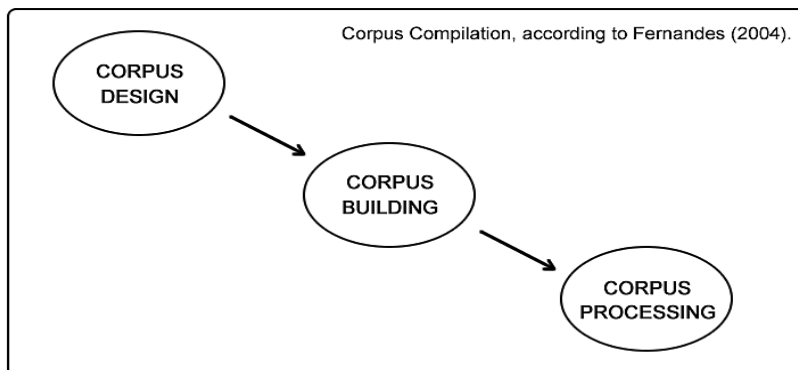 Corpus Compilation, according to Fernandes (2004).
CORPUS
DESIGN
CORPUS
BUILDING
CORPUS
PROCESSING